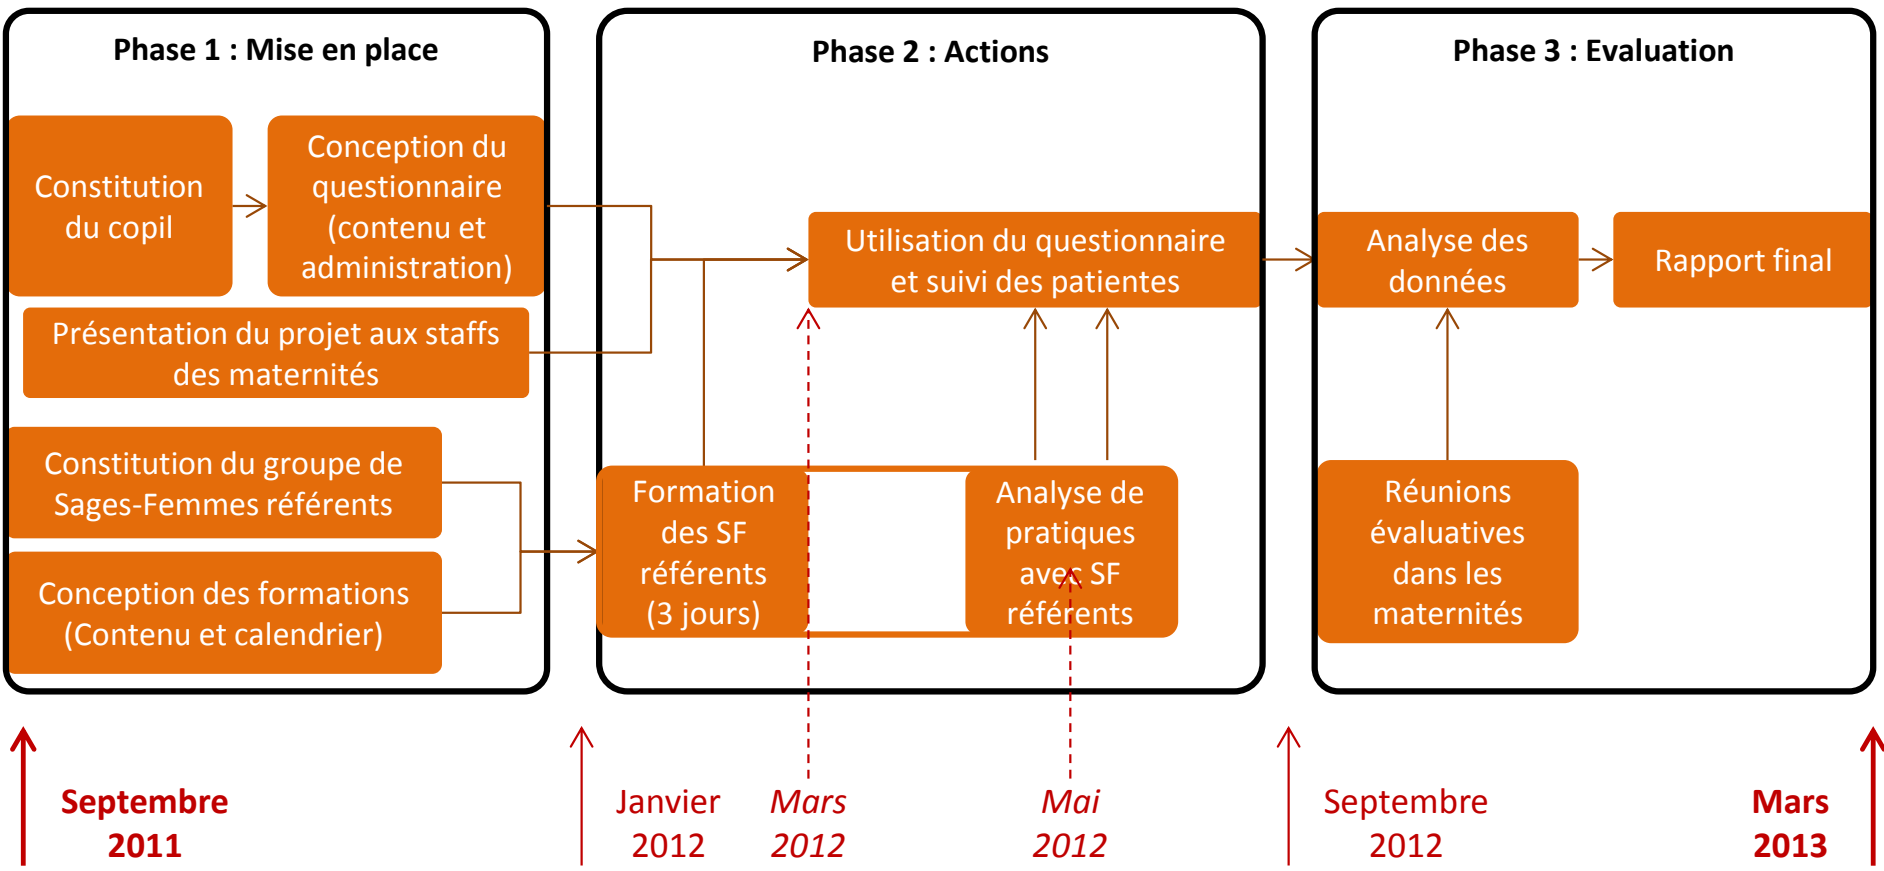 Phase 1 : Mise en place
Constitution
du copil
Conception du
questionnaire
(contenu et
administration)
Présentation du projet aux staffs
des maternités
Constitution du groupe de
Sages-Femmes référents
Conception des formations
(Contenu et calendrier)
Phase 2 : Actions
Utilisation du questionnaire
et suivi des patientes
Formation
des SF
référents
(3 jours)
Analyse de
pratiques
avec SF
référents
Phase 3 : Evaluation
Analyse des
données
Rapport final
Réunions
évaluatives
dans les
maternités
Septembre
2011
Janvier
2012
Mars
2012
Mai
2012
Septembre
2012
Mars
2013